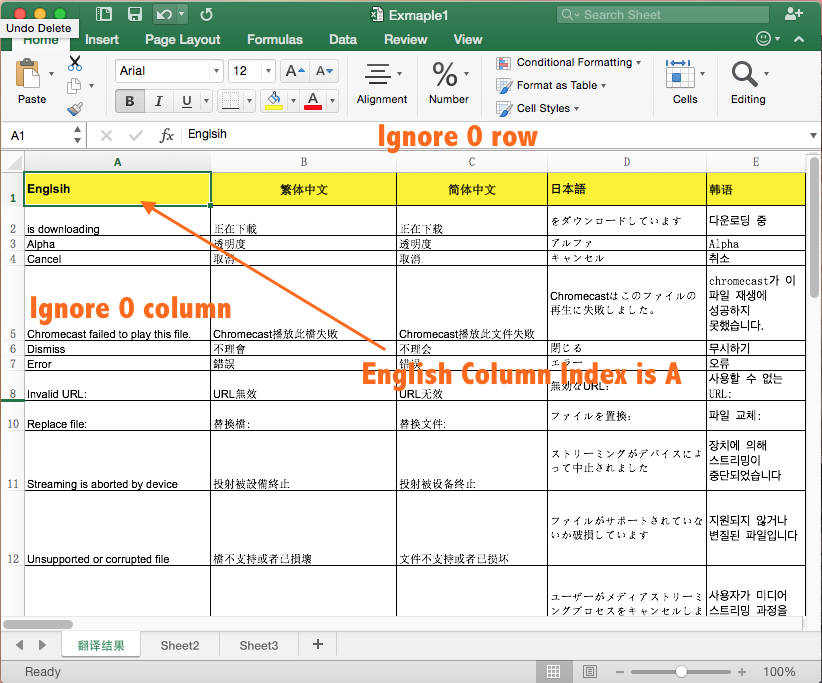 Exmaple1
Search Sheet
Undo Delete
Home Insert Page Layout Formulas Data Review View
Paste
Arial 12
A A
B I U A
Alignment
% Number
Conditional Formatting
Format as Table
Cell Styles
Cells
Editing
A1 fx Englsih
Ignore 0 row
A B C D E
1 Englsih 繁体中文 简体中文 日本語 韩语
2 is downloading 正在下載 正在下载 をダウンロードしています 다운로딩 중
3 Alpha 透明度 透明度 アルファ Alpha
4 Cancel 取消 取消 キャンセル 취소
Ignore 0 column
Chromecastはこのファイルの
再生に失敗しました。
chromecast가 이
파일 재생에
성공하지
못했습니다.
5 Chromecast failed to play this file. Chromecast播放此檔失敗 Chromecast播放此文件失败
6 Dismiss 不理會 不理会 閉じる 무시하기
7 Error 錯誤 错误 エラー 오류
English Column Index is A
8 Invalid URL: URL無效 URL无效 無効なURL:
사용할 수 없는
URL:
10 Replace file: 替換檔: 替换文件: ファイルを置換: 파일 교체:
11 Streaming is aborted by device 投射被設備終止 投射被设备终止
ストリーミングがデバイスによ
って中止されました
장치에 의해
스트리밍이
중단되었습니다
12 Unsupported or corrupted file 檔不支持或者已損壞 文件不支持或者已损坏
ファイルがサポートされていな
いか破損しています
지원되지 않거나
변질된 파일입니다
ユーザーがメディアストリーミ
ングプロセスをキャンセルしま
사용자가 미디어
스트리밍 과정을
翻译结果 Sheet2 Sheet3 +
Ready − + 100%